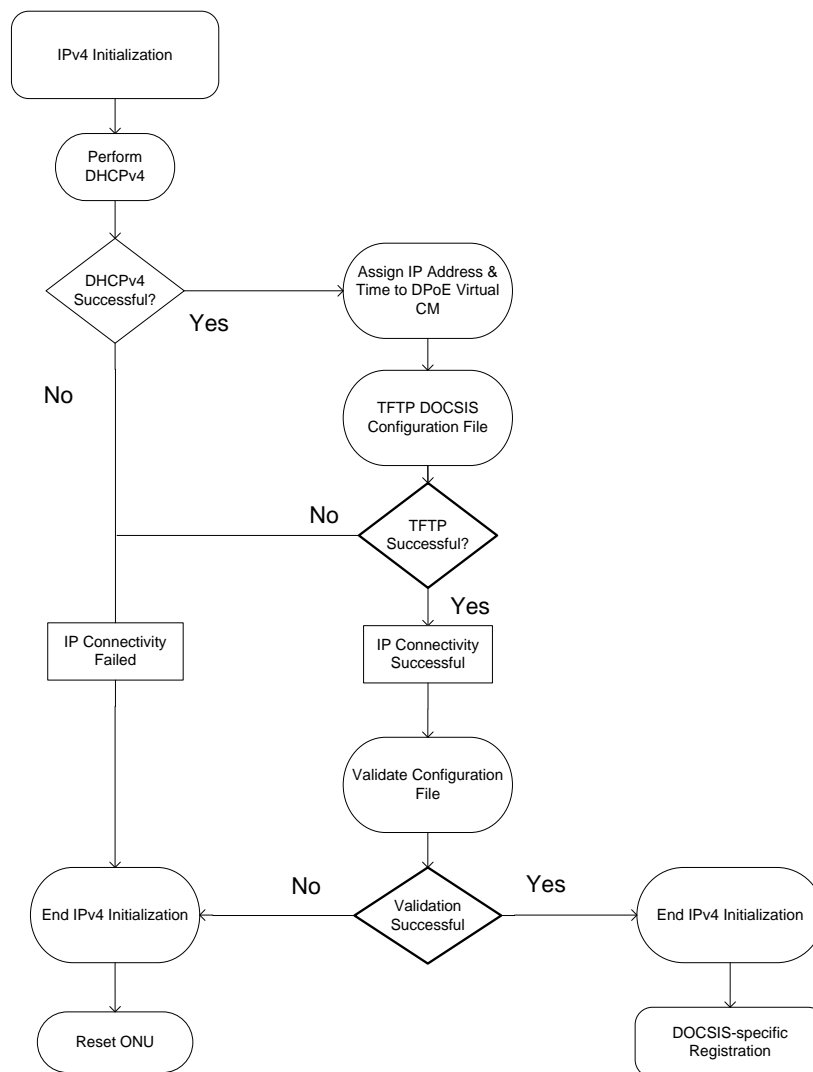 IPv4 Initialization
Perform
DHCPv4
DHCPv4
Successful?
Yes
No
Assign IP Address &
Time to DPoE Virtual
CM
TFTP DOCSIS
Configuration File
TFTP
Successful?
No
Yes
IP Connectivity
Failed
IP Connectivity
Successful
Validate Configuration
File
Validation
Successful
No
Yes
End IPv4 Initialization
End IPv4 Initialization
Reset ONU
DOCSIS-specific
Registration